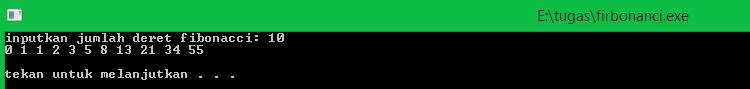 E:\tugas\firbonanci.exe
inputkan jumlah deret fibonacci: 10
0 1 1 2 3 5 8 13 21 34 55
tekan untuk melanjutkan . . .